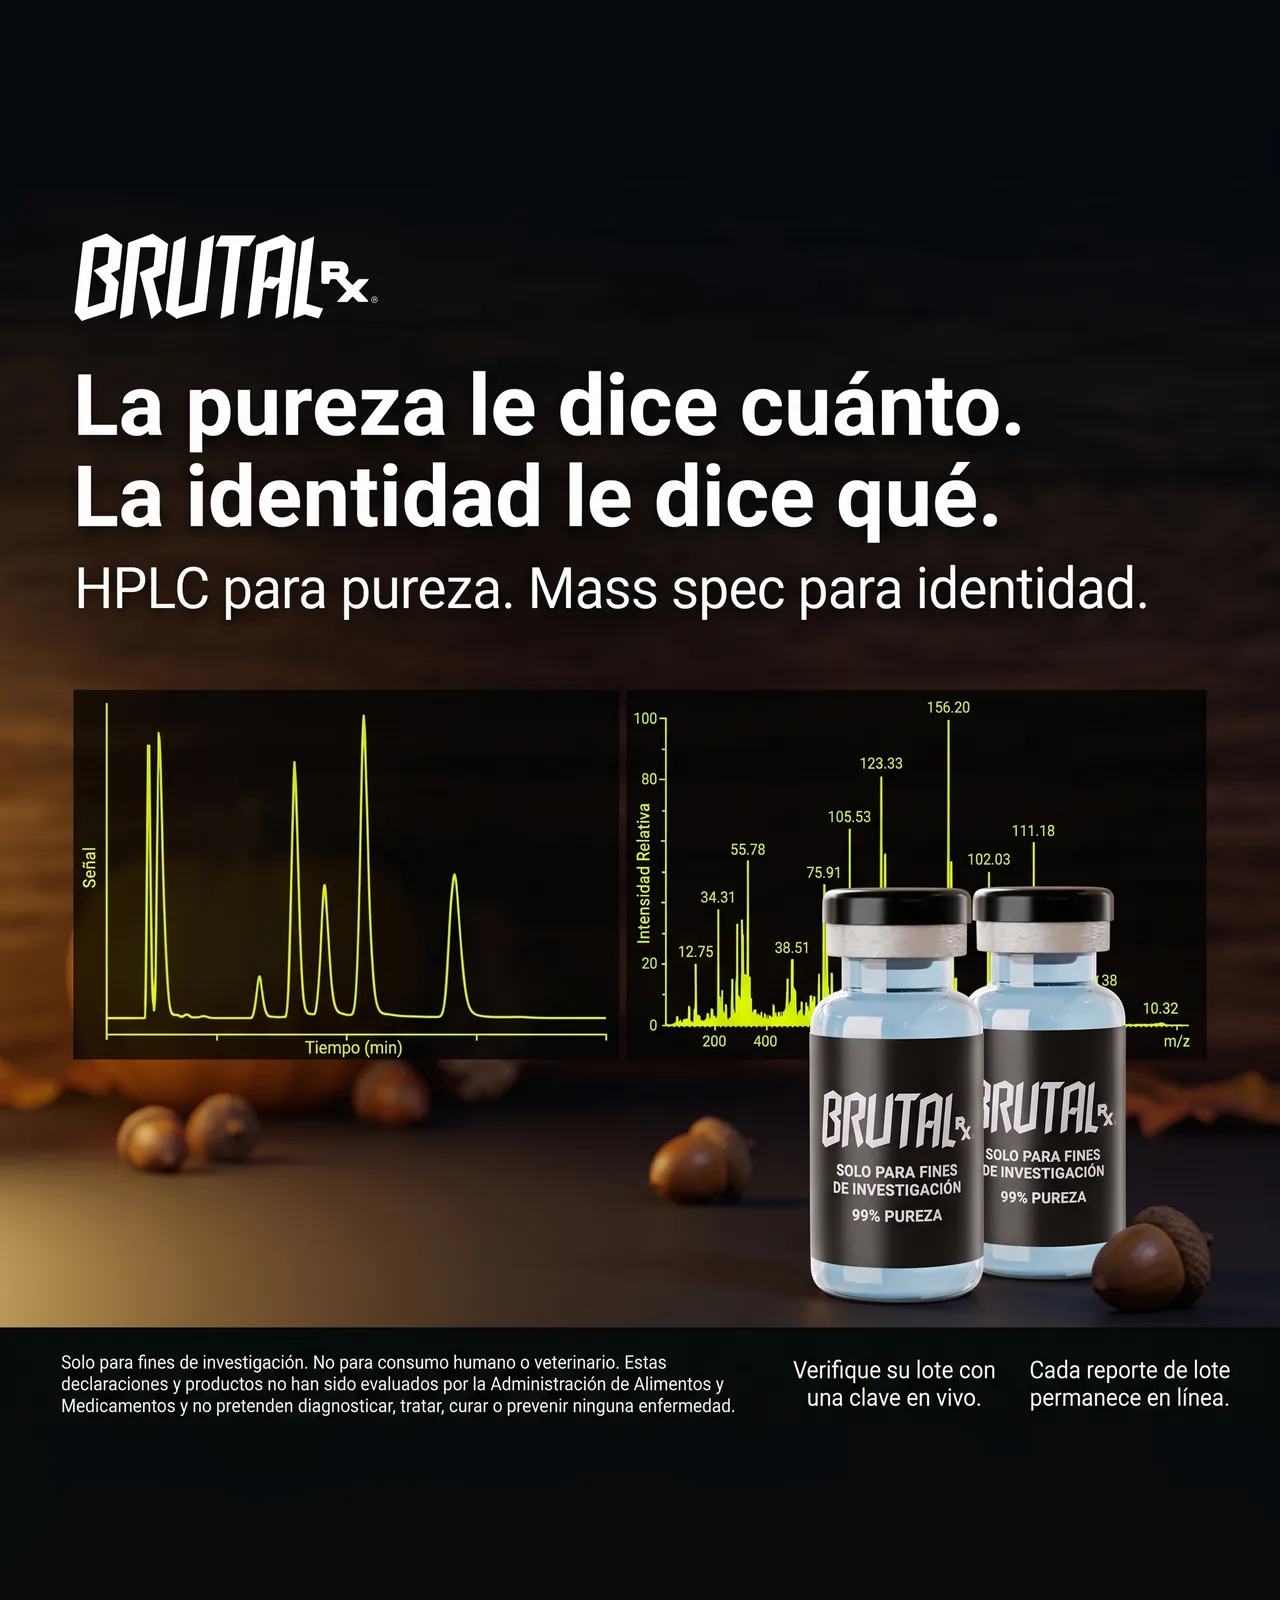 BRUTAL Rx®
La pureza le dice cuánto.
La identidad le dice qué.
HPLC para pureza. Mass spec para identidad.
Señal
Tiempo (min)
Intensidad Relativa
100
80
20
0
12.75
34.31
55.78
38.51
75.91
105.53
123.33
156.20
102.03
111.18
.38
10.32
200
400
m/z
BRUTAL Rx
SOLO PARA FINES
DE INVESTIGACIÓN
99% PUREZA
BRUTAL Rx
SOLO PARA FINES
DE INVESTIGACIÓN
99% PUREZA
Solo para fines de investigación. No para consumo humano o veterinario. Estas
declaraciones y productos no han sido evaluados por la Administración de Alimentos y
Medicamentos y no pretenden diagnosticar, tratar, curar o prevenir ninguna enfermedad.
Verifique su lote con
una clave en vivo.
Cada reporte de lote
permanece en línea.